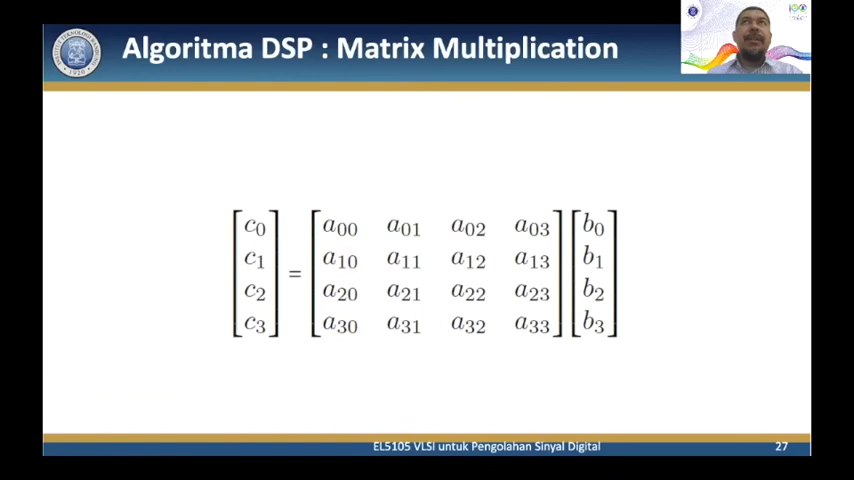 Algoritma DSP : Matrix Multiplication
c₀ a₀₀ a₀₁ a₀₂ a₀₃ b₀
c₁ = a₁₀ a₁₁ a₁₂ a₁₃ b₁
c₂ a₂₀ a₂₁ a₂₂ a₂₃ b₂
c₃ a₃₀ a₃₁ a₃₂ a₃₃ b₃
EL5105 VLSI untuk Pengolahan Sinyal Digital
27